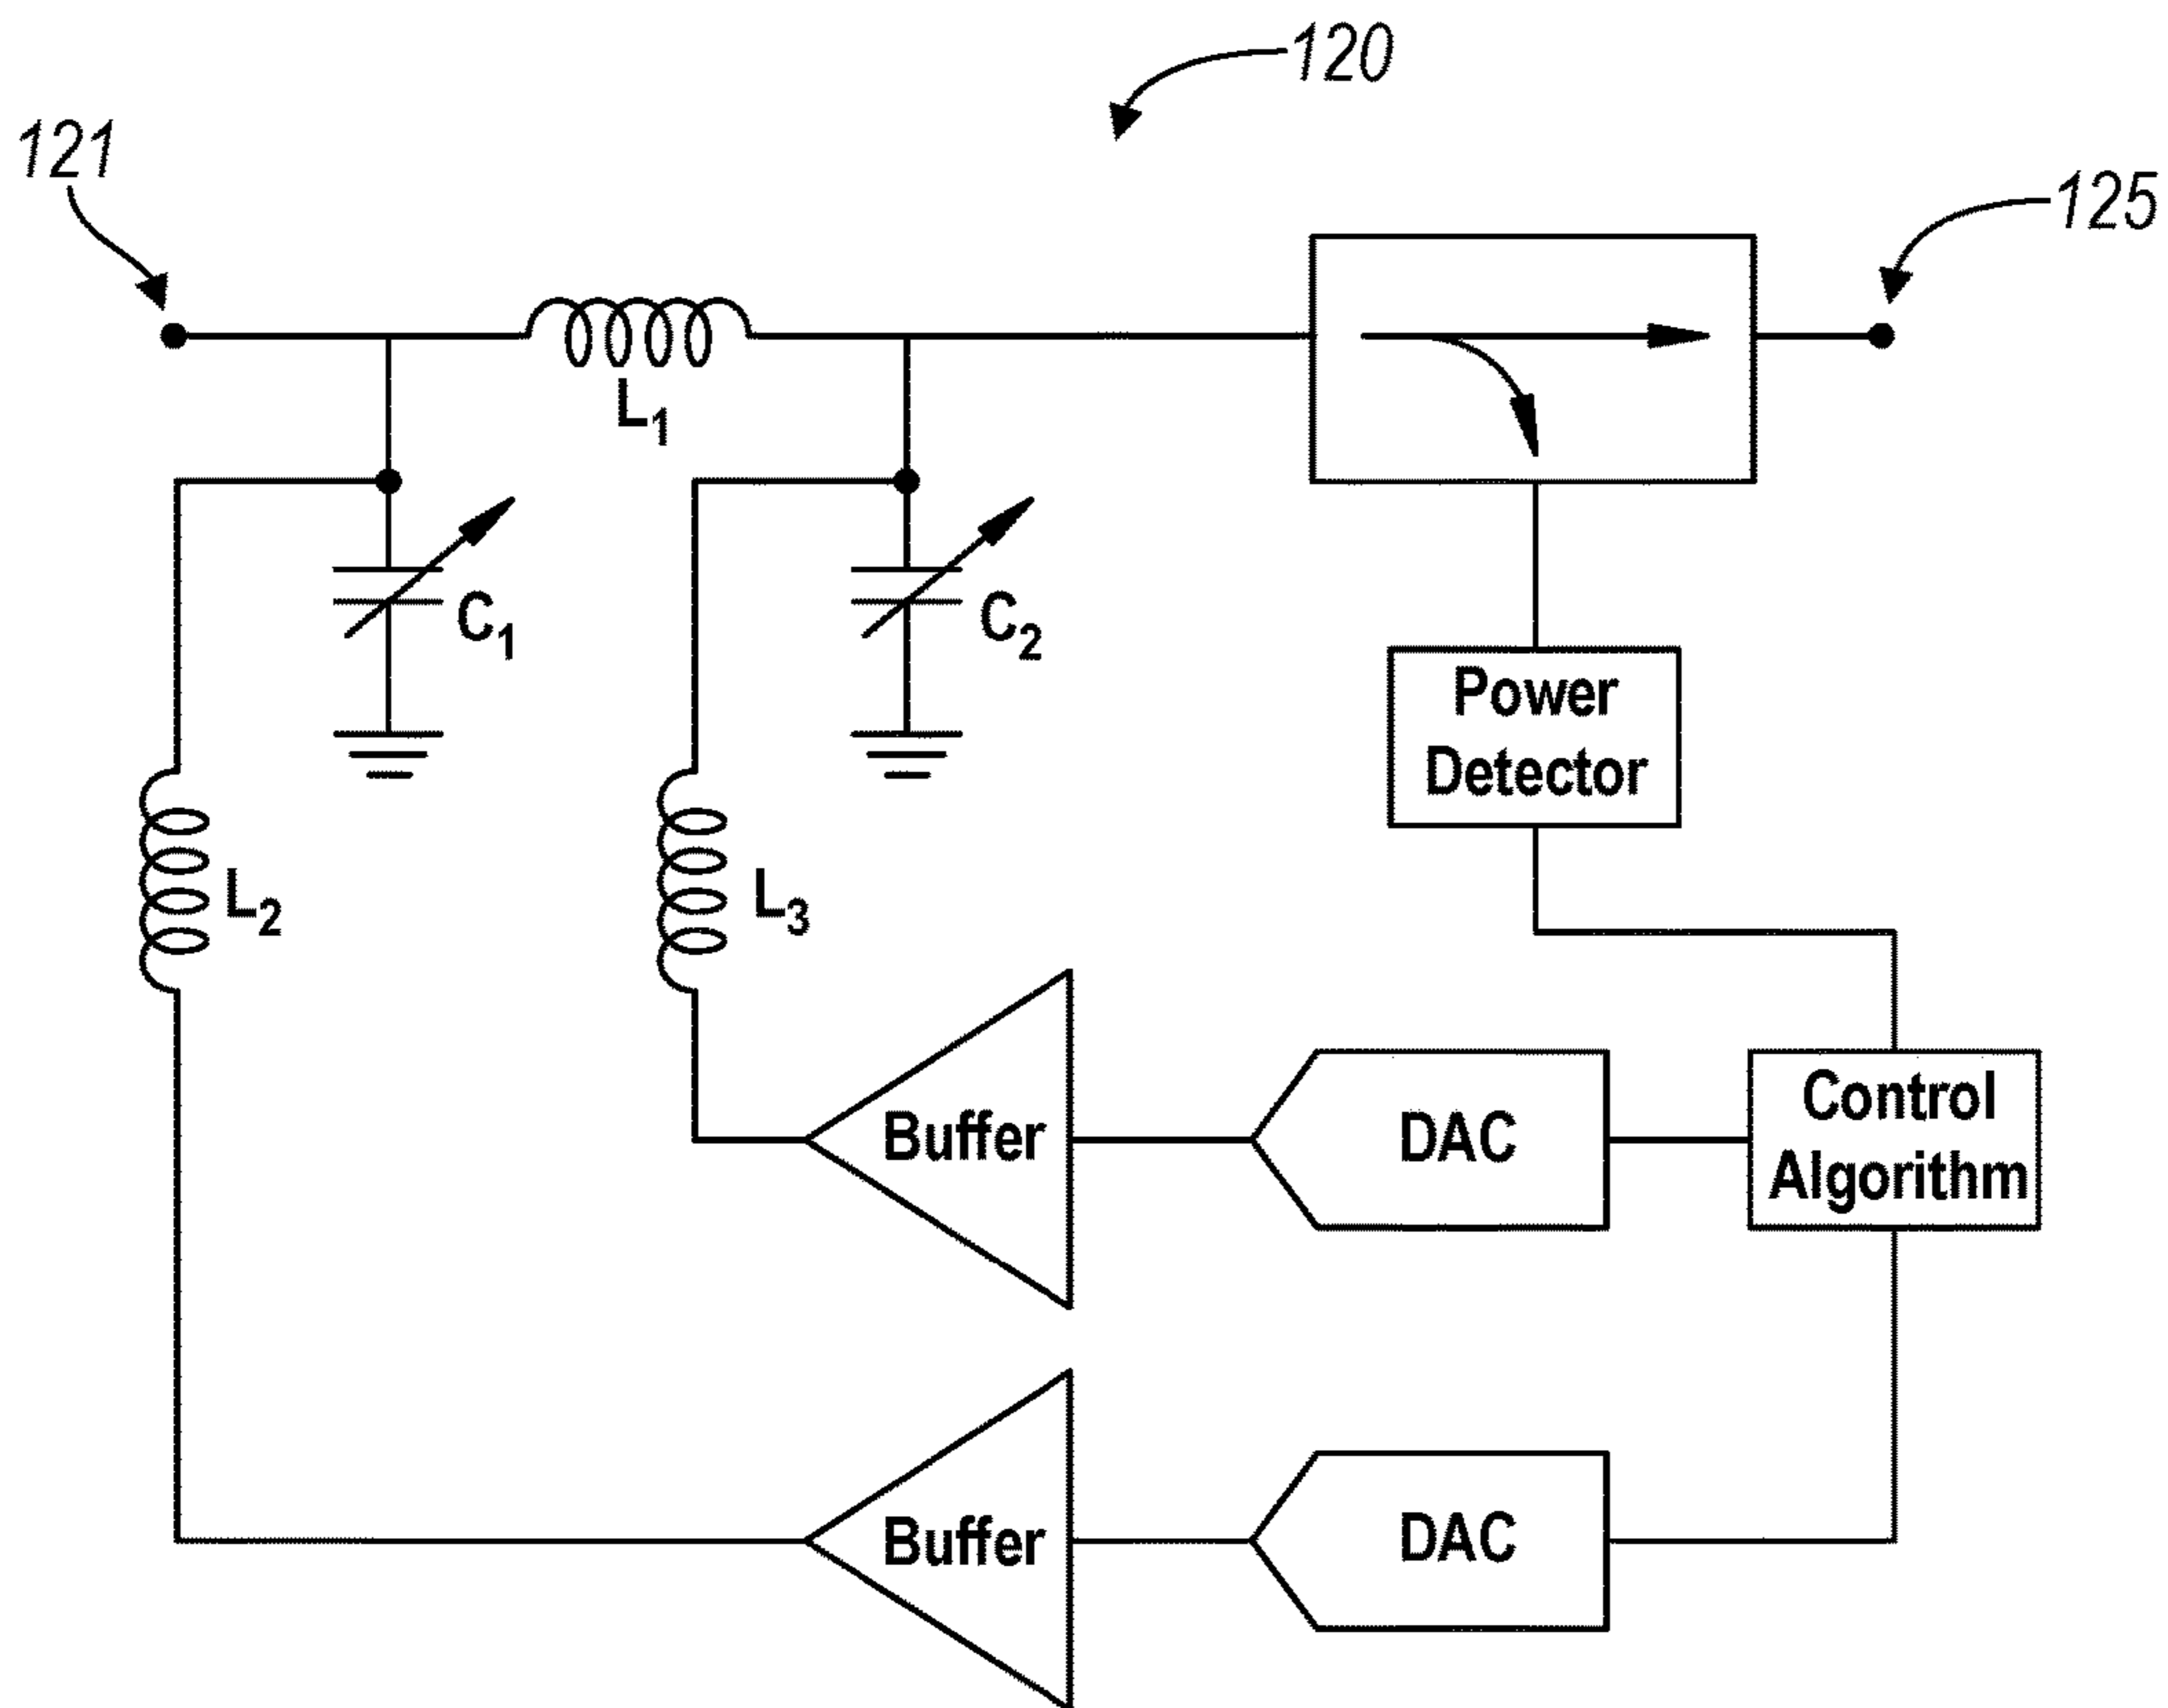 120
121
125
L1
C1
C2
Power
Detector
L2
L3
Buffer
DAC
Control
Algorithm
Buffer
DAC